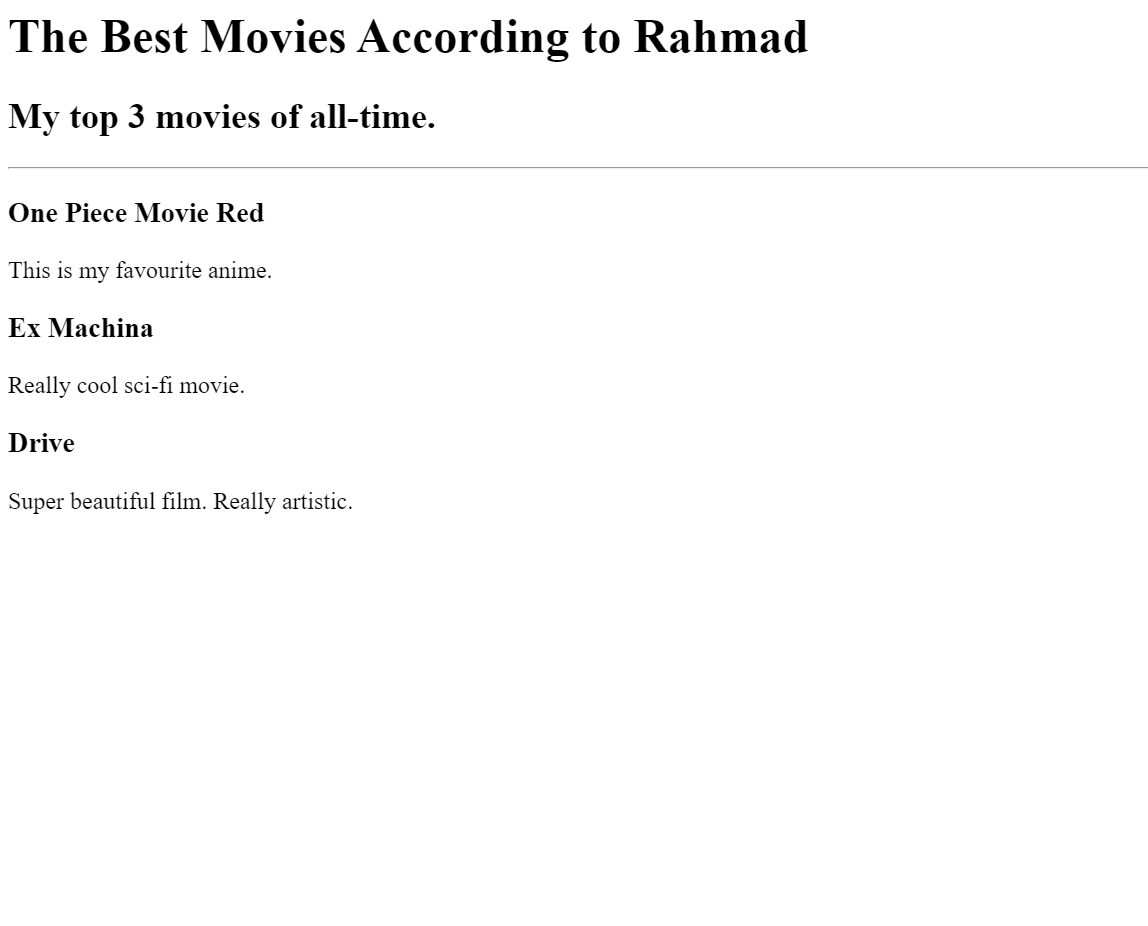 The Best Movies According to Rahmad
My top 3 movies of all-time.
One Piece Movie Red
This is my favourite anime.
Ex Machina
Really cool sci-fi movie.
Drive
Super beautiful film. Really artistic.